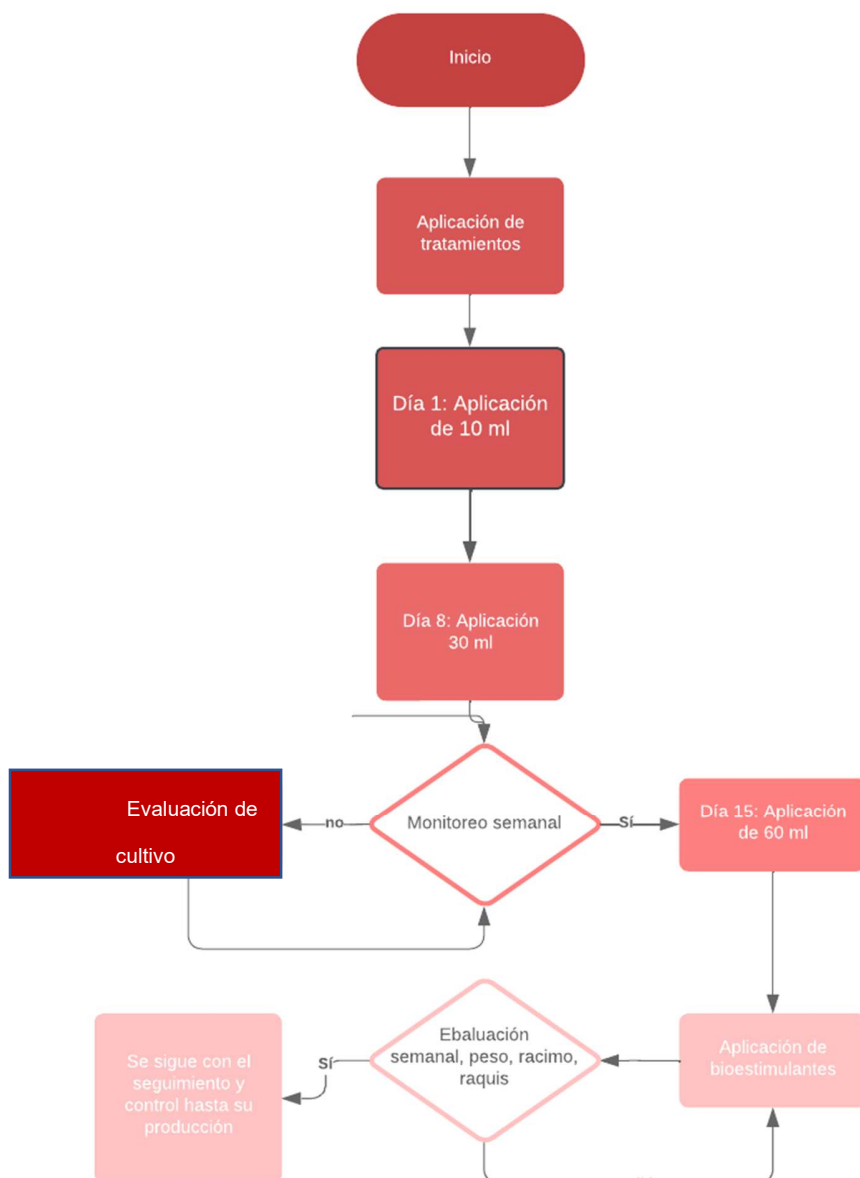 Inicio
Aplicación de
tratamientos
Día 1: Aplicación
de 10 ml
Día 8: Aplicación
30 ml
Evaluación de
cultivo
no
Monitoreo semanal
Sí
Día 15: Aplicación
de 60 ml
Se sigue con el
seguimiento y
control hasta su
producción
Sí
Ebaluación
semanal, peso, racimo,
raquis
Aplicación de
bioestimulantes